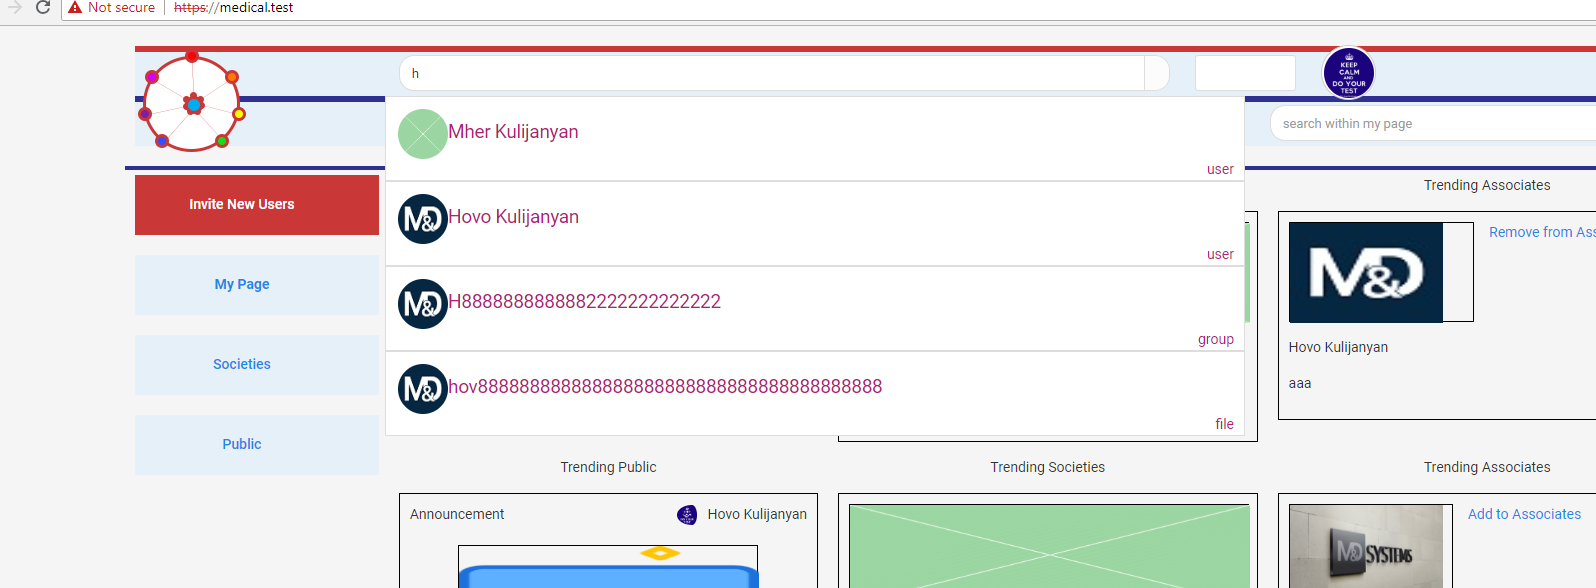 Not secure https://medical.test
h
KEEP
CALM
AND
DO YOUR
TEST
search within my page
Mher Kulijanyan
user
Hovo Kulijanyan
user
H8888888888882222222222222
group
file
Invite New Users
My Page
Societies
Public
Trending Associates
M&D
Remove from Ass
Hovo Kulijanyan
aaa
Trending Public
Trending Societies
Trending Associates
Announcement
Hovo Kulijanyan
Add to Associates
M&D SYSTEMS